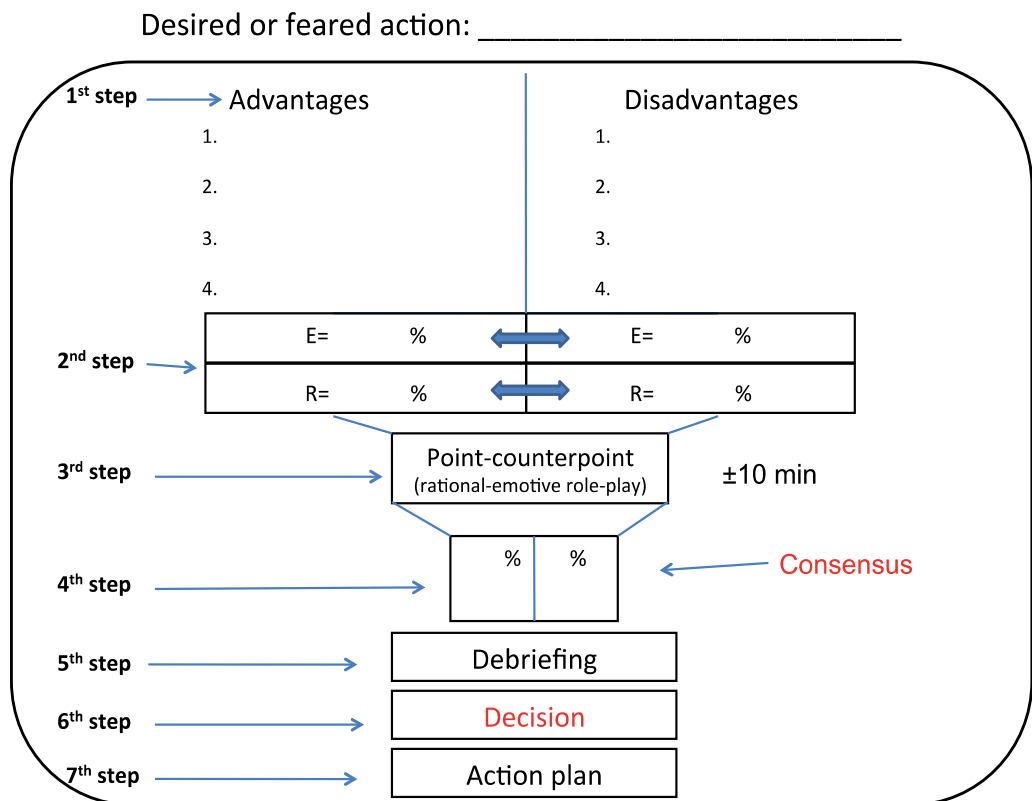 Desired or feared action: ______________________________
1st step Advantages Disadvantages
1. 1.
2. 2.
3. 3.
4. 4.
E= % E= %
2nd step
R= % R= %
Point-counterpoint
3rd step (rational-emotive role-play) ±10 min
% %
Consensus
4th step
5th step Debriefing
6th step Decision
7th step Action plan